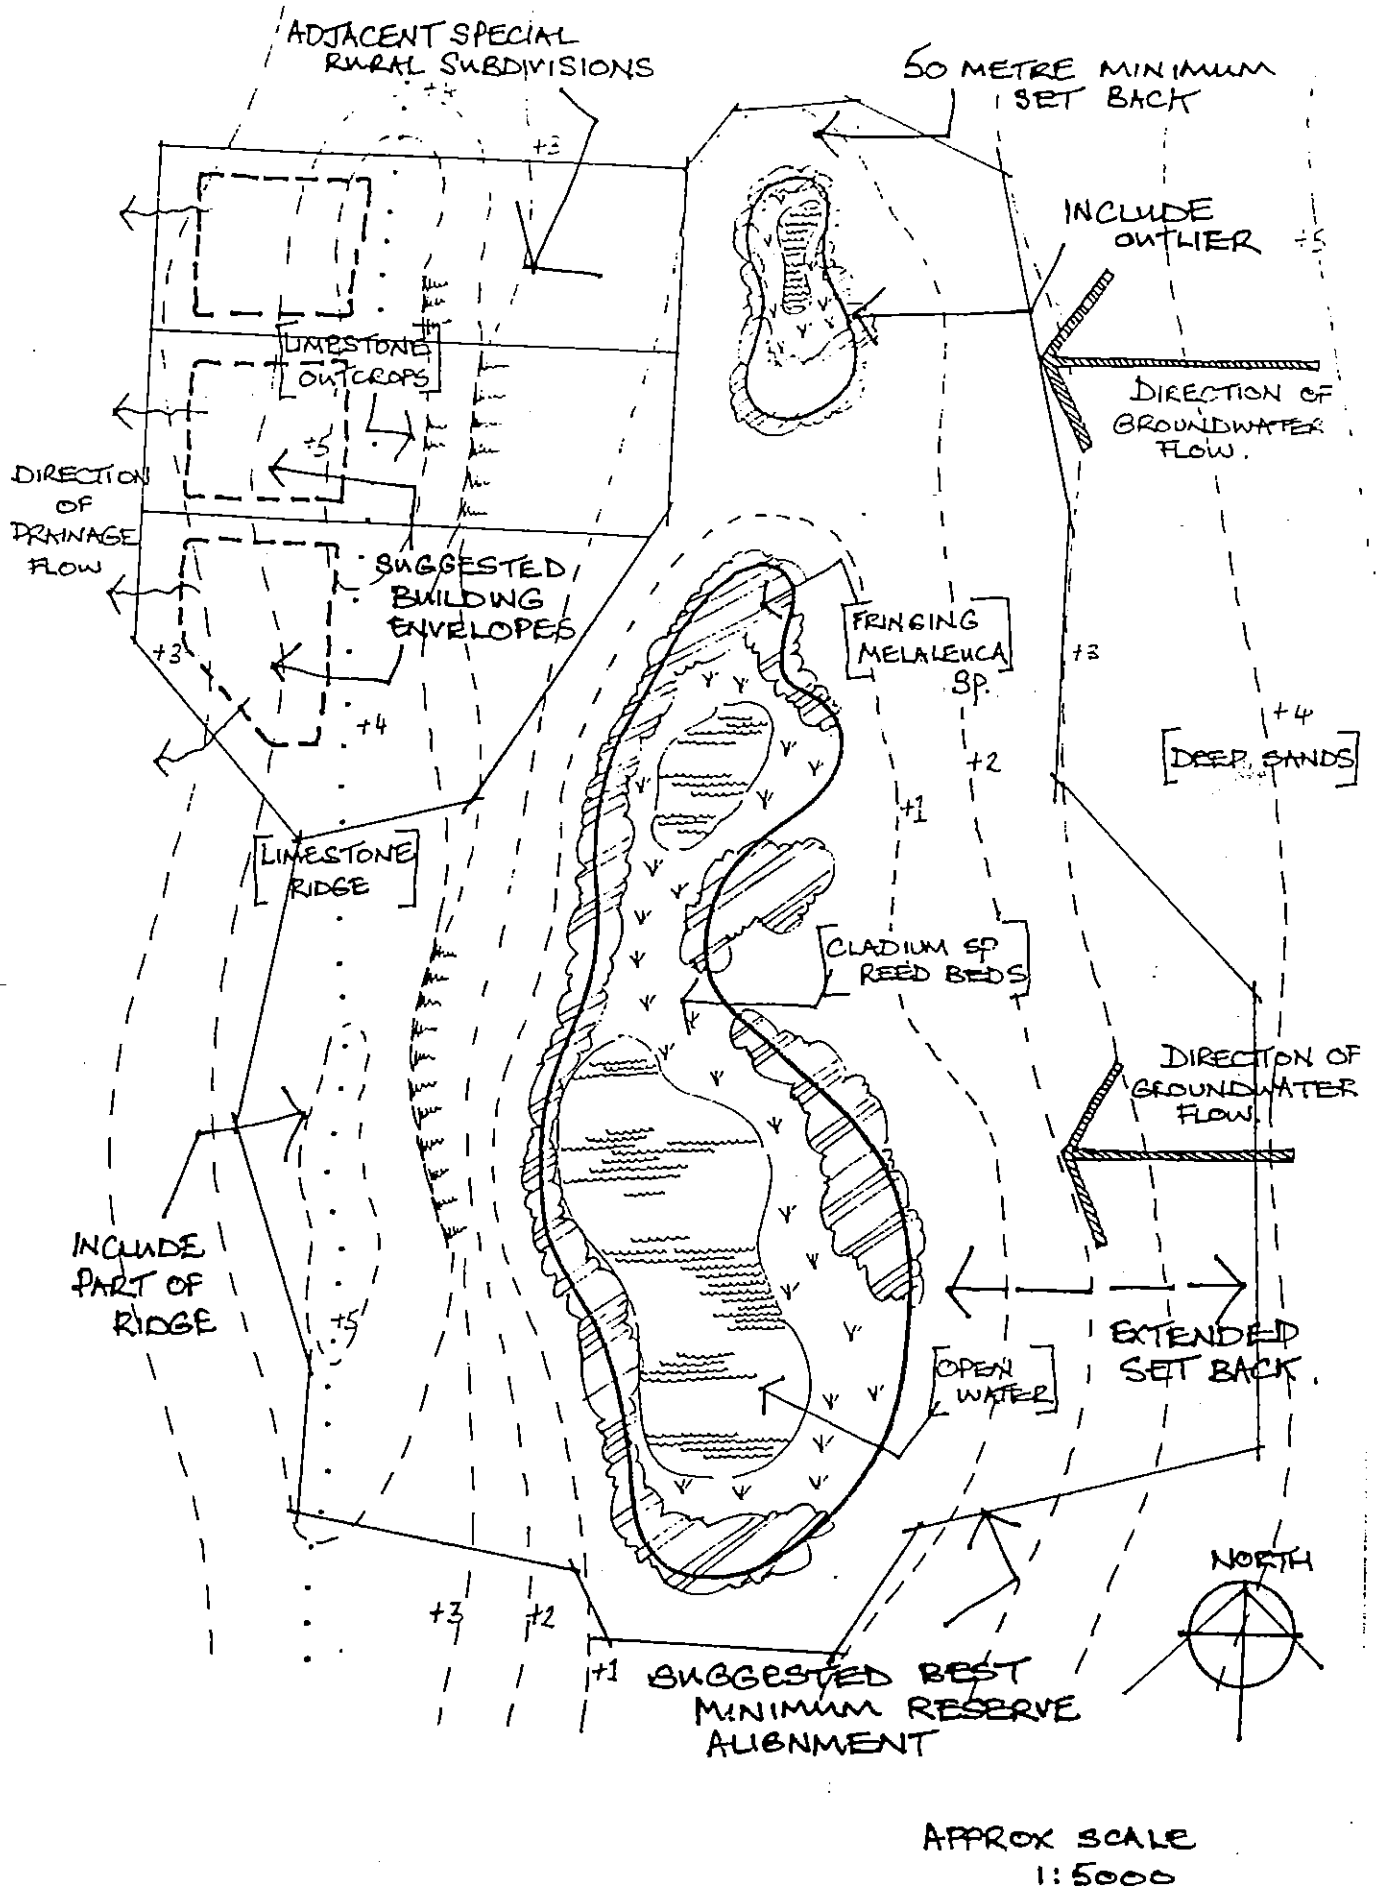 ADJACENT SPECIAL
RURAL SUBDIVISIONS
50 METRE MINIMUM
SET BACK
+4
+3
INCLUDE
OUTLIER
+5
[LIMESTONE
OUTCROPS]
DIRECTION OF
GROUNDWATER
FLOW.
+5
DIRECTION
OF
DRAINAGE
FLOW
SUGGESTED
BUILDING
ENVELOPES
[FRINGING
MELALEUCA
SP.]
+3
+3
+4
+4
+2
[DEEP SANDS]
+1
[LIMESTONE
RIDGE]
[CLADIUM SP
REED BEDS]
DIRECTION OF
GROUNDWATER
FLOW.
INCLUDE
PART OF
RIDGE
+5
EXTENDED
SET BACK.
[OPEN
WATER]
NORTH
+3
+2
+1
SUGGESTED BEST
MINIMUM RESERVE
ALIGNMENT
APPROX SCALE
1:5000